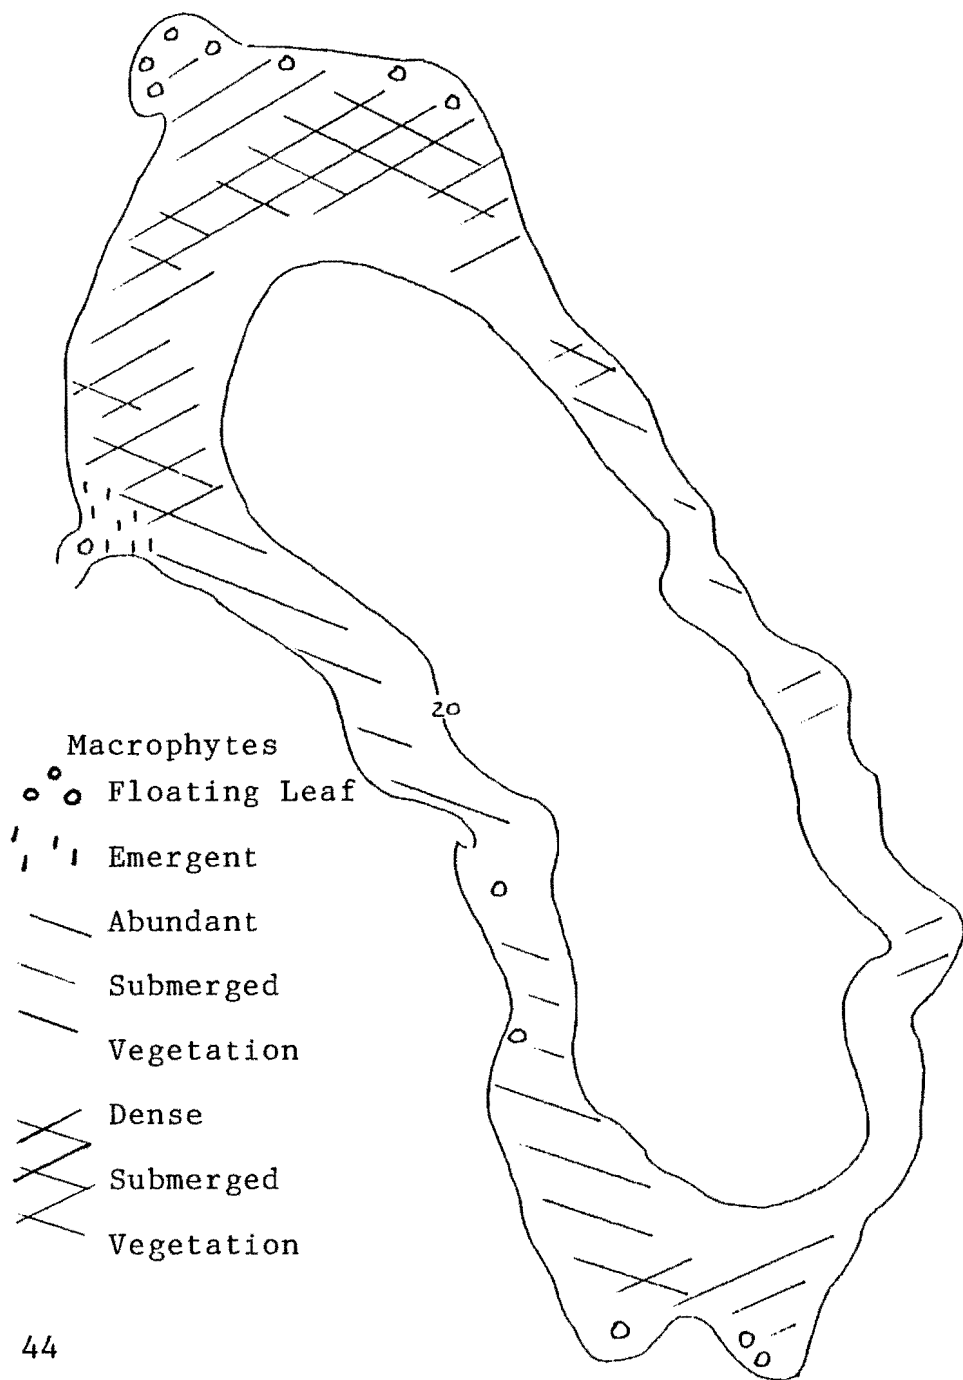 20
Macrophytes
Floating Leaf
Emergent
Abundant
Submerged
Vegetation
Dense
Submerged
Vegetation
44